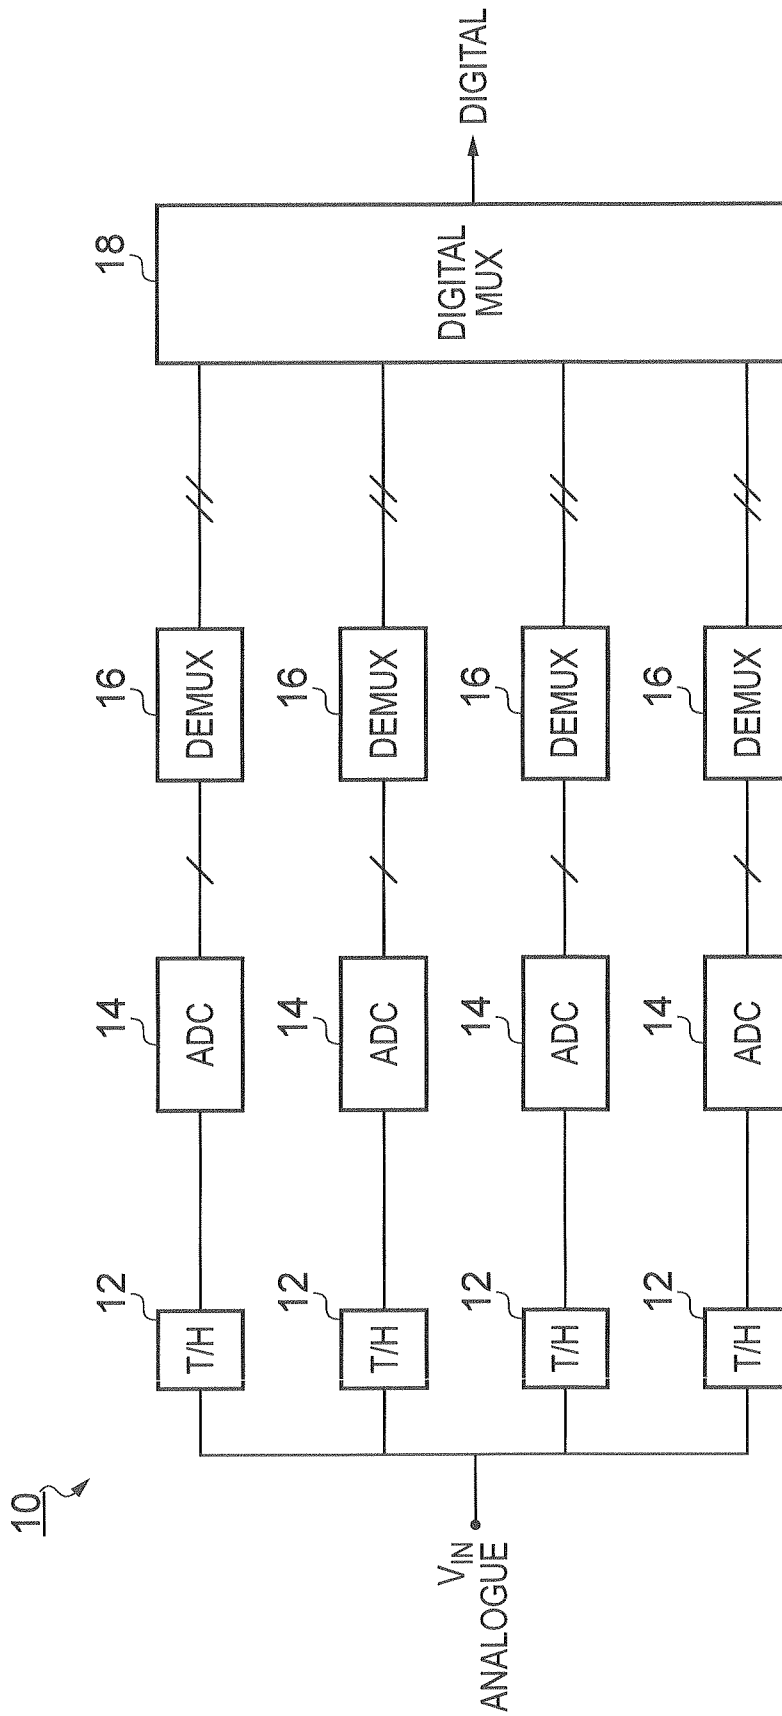 10
12
14
16
18
T/H
ADC
DEMUX
12
14
16
T/H
ADC
DEMUX
VIN
ANALOGUE
DIGITAL
MUX
DIGITAL
12
14
16
T/H
ADC
DEMUX
12
14
16
T/H
ADC
DEMUX